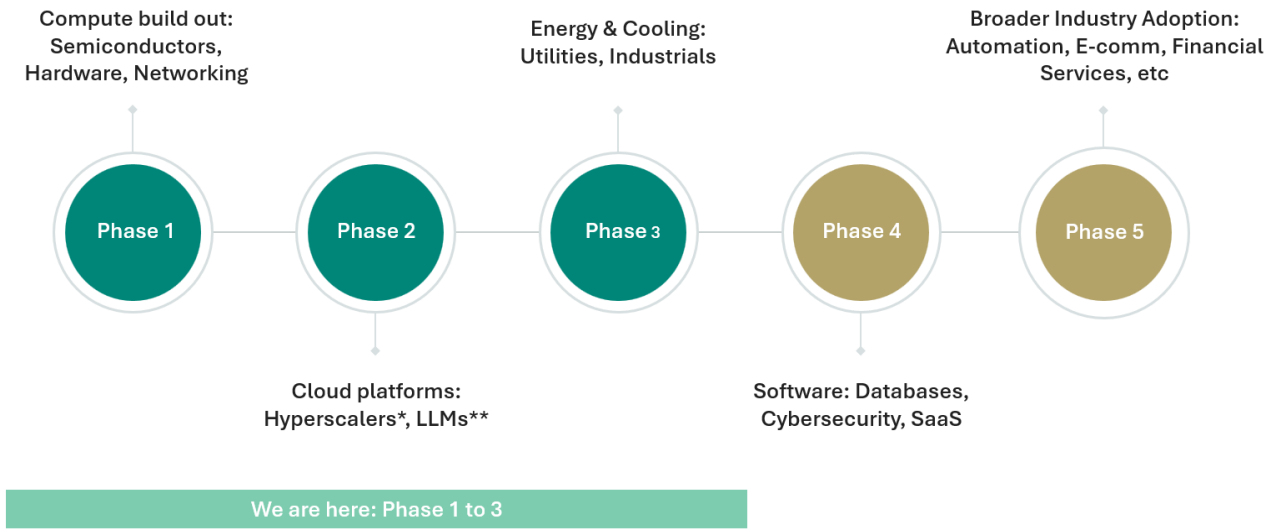 Compute build out:
Semiconductors,
Hardware, Networking
Energy & Cooling:
Utilities, Industrials
Broader Industry Adoption:
Automation, E-comm, Financial
Services, etc
Phase 1
Phase 2
Phase 3
Phase 4
Phase 5
Cloud platforms:
Hyperscalers*, LLMs**
Software: Databases,
Cybersecurity, SaaS
We are here: Phase 1 to 3